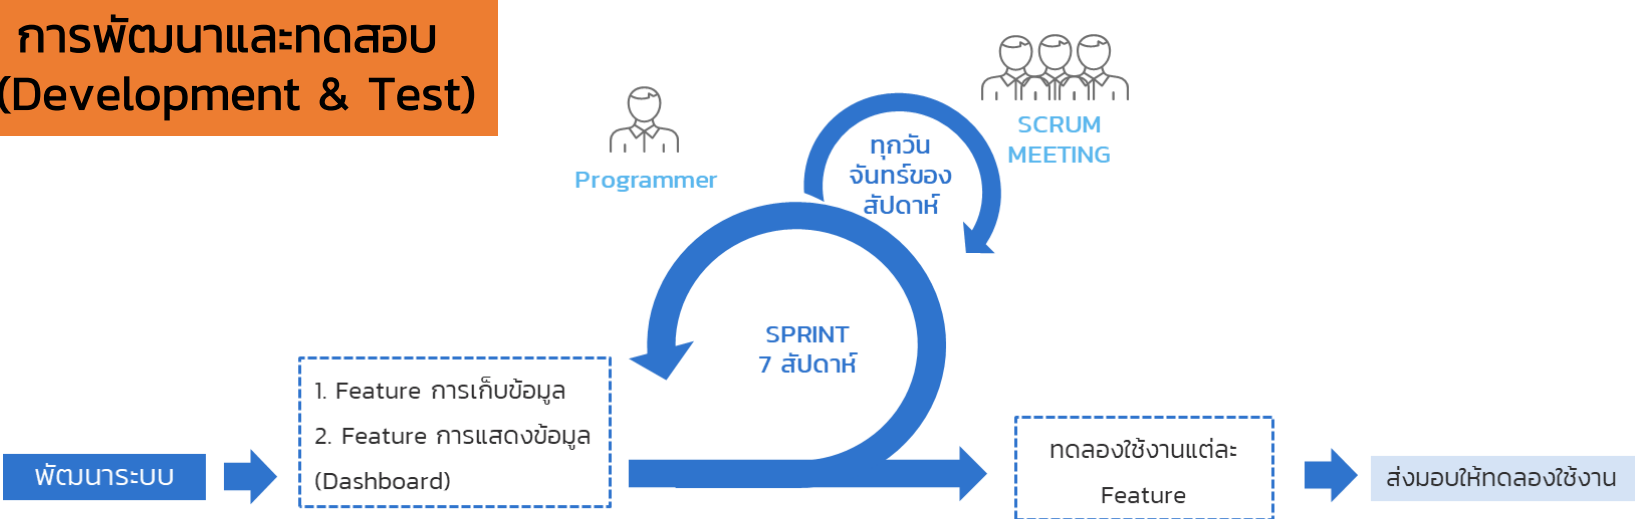 การพัฒนาและทดสอบ
(Development & Test)
Programmer
SCRUM
MEETING
ทุกวัน
จันทร์ของ
สัปดาห์
SPRINT
7 สัปดาห์
พัฒนาระบบ
1. Feature การเก็บข้อมูล
2. Feature การแสดงข้อมูล
(Dashboard)
ทดลองใช้งานแต่ละ
Feature
ส่งมอบให้ทดลองใช้งาน